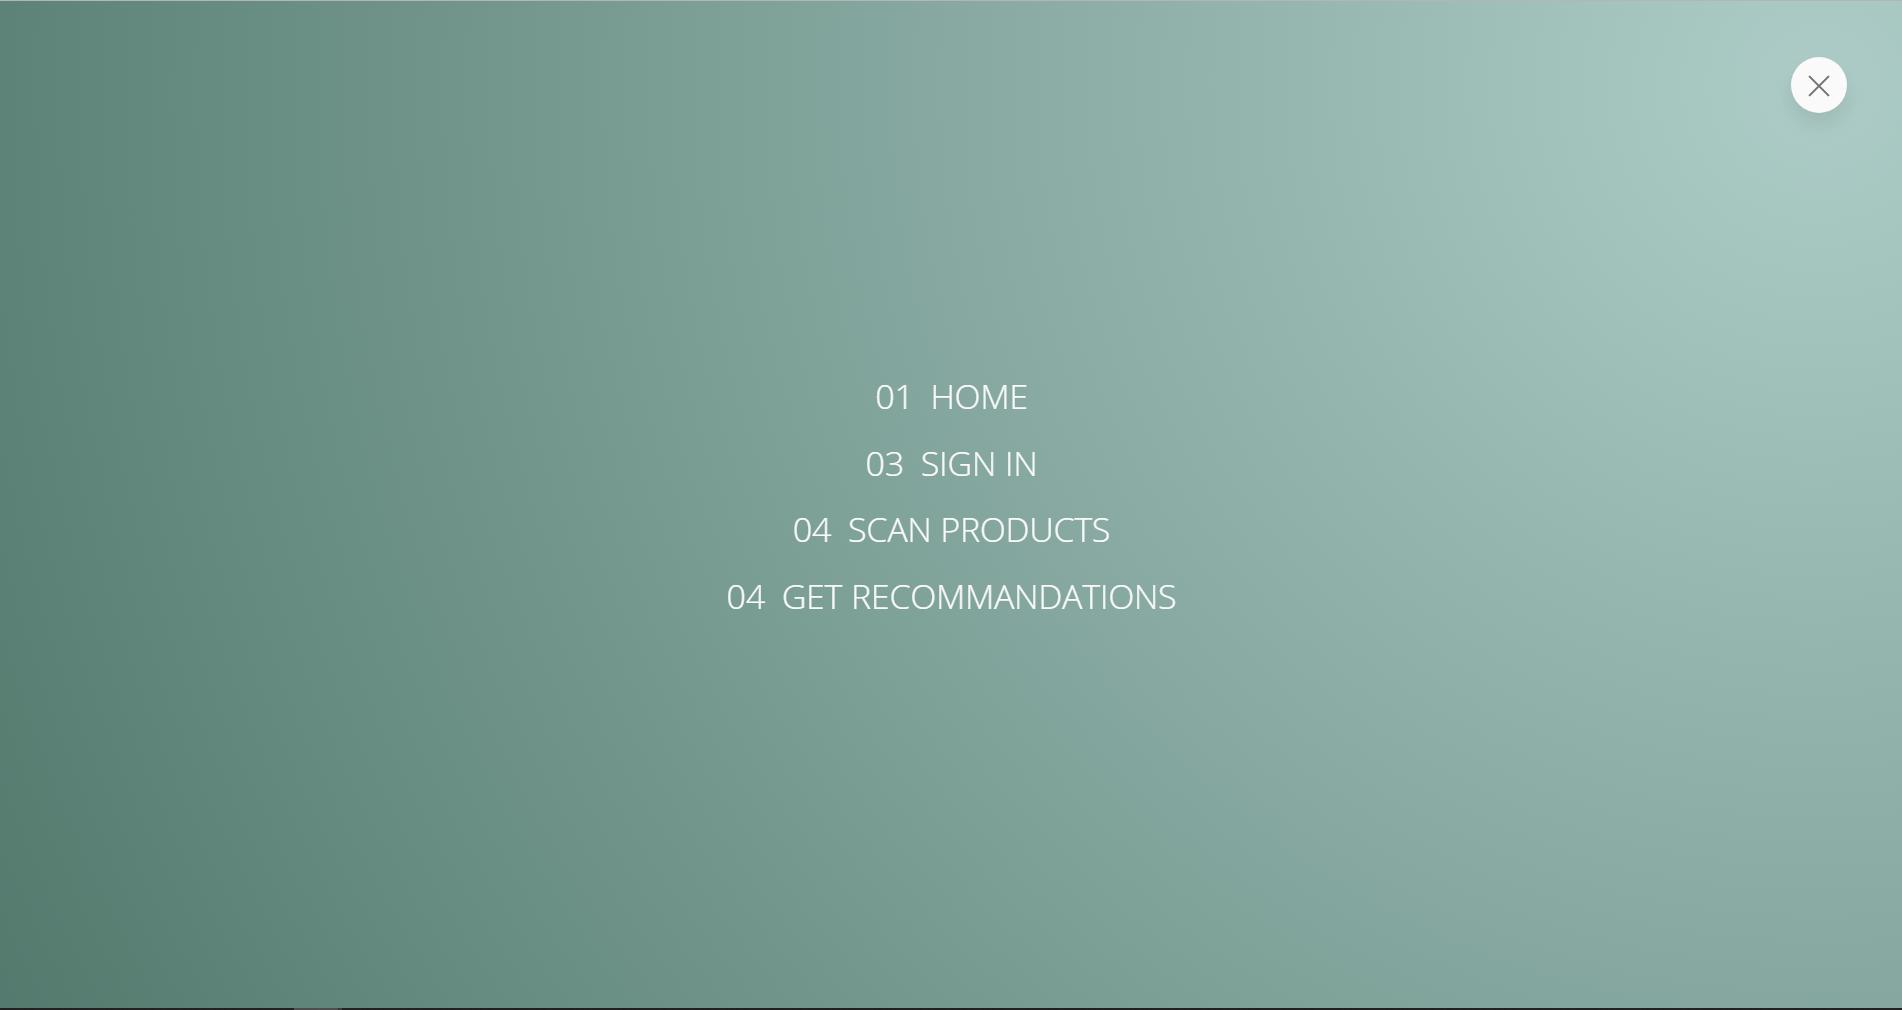 01 HOME
03 SIGN IN
04 SCAN PRODUCTS
04 GET RECOMMANDATIONS